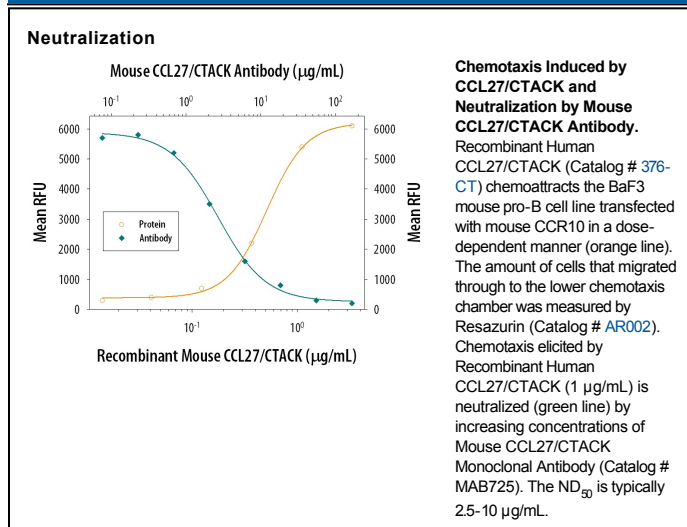 Neutralization
Mouse CCL27/CTACK Antibody (µg/mL)
10⁻¹ 10⁰ 10¹ 10²
6000 6000
5000 5000
4000 4000
3000 3000
2000 2000
1000 1000
0 0
Mean RFU
Mean RFU
Protein
Antibody
10⁻¹ 10⁰
Recombinant Mouse CCL27/CTACK (µg/mL)
Chemotaxis Induced by
CCL27/CTACK and
Neutralization by Mouse
CCL27/CTACK Antibody.
Recombinant Human
CCL27/CTACK (Catalog # 376-
CT) chemoattracts the BaF3
mouse pro-B cell line transfected
with mouse CCR10 in a dose-
dependent manner (orange line).
The amount of cells that migrated
through to the lower chemotaxis
chamber was measured by
Resazurin (Catalog # AR002).
Chemotaxis elicited by
Recombinant Human
CCL27/CTACK (1 µg/mL) is
neutralized (green line) by
increasing concentrations of
Mouse CCL27/CTACK
Monoclonal Antibody (Catalog #
MAB725). The ND₅₀ is typically
2.5-10 µg/mL.